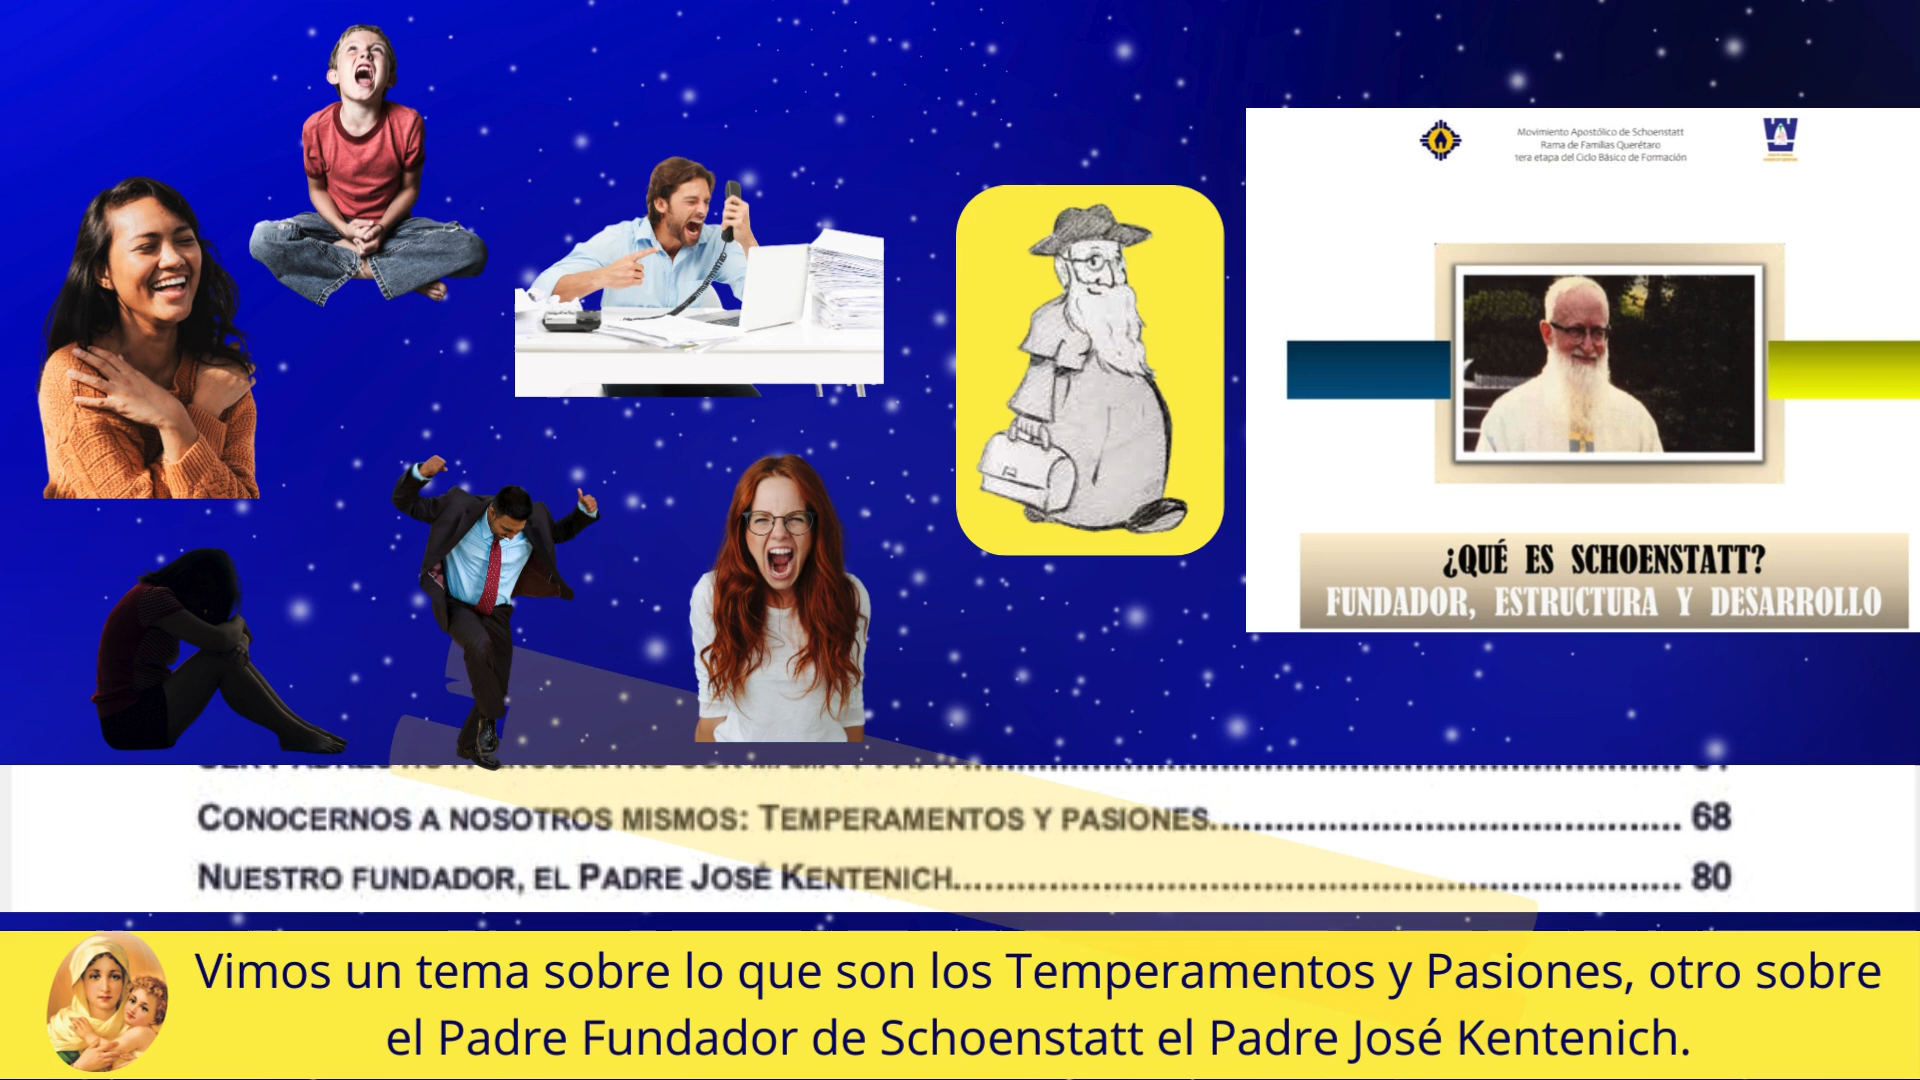 Movimiento Apostólico de Schoenstatt
Rama de Familias Querétaro
1era etapa del Ciclo Básico de Formación
¿QUÉ ES SCHOENSTATT?
FUNDADOR, ESTRUCTURA Y DESARROLLO
CONOCERNOS A NOSOTROS MISMOS: TEMPERAMENTOS Y PASIONES. 68
NUESTRO FUNDADOR, EL PADRE JOSÉ KENTENICH. 80
Vimos un tema sobre lo que son los Temperamentos y Pasiones, otro sobre
el Padre Fundador de Schoenstatt el Padre José Kentenich.